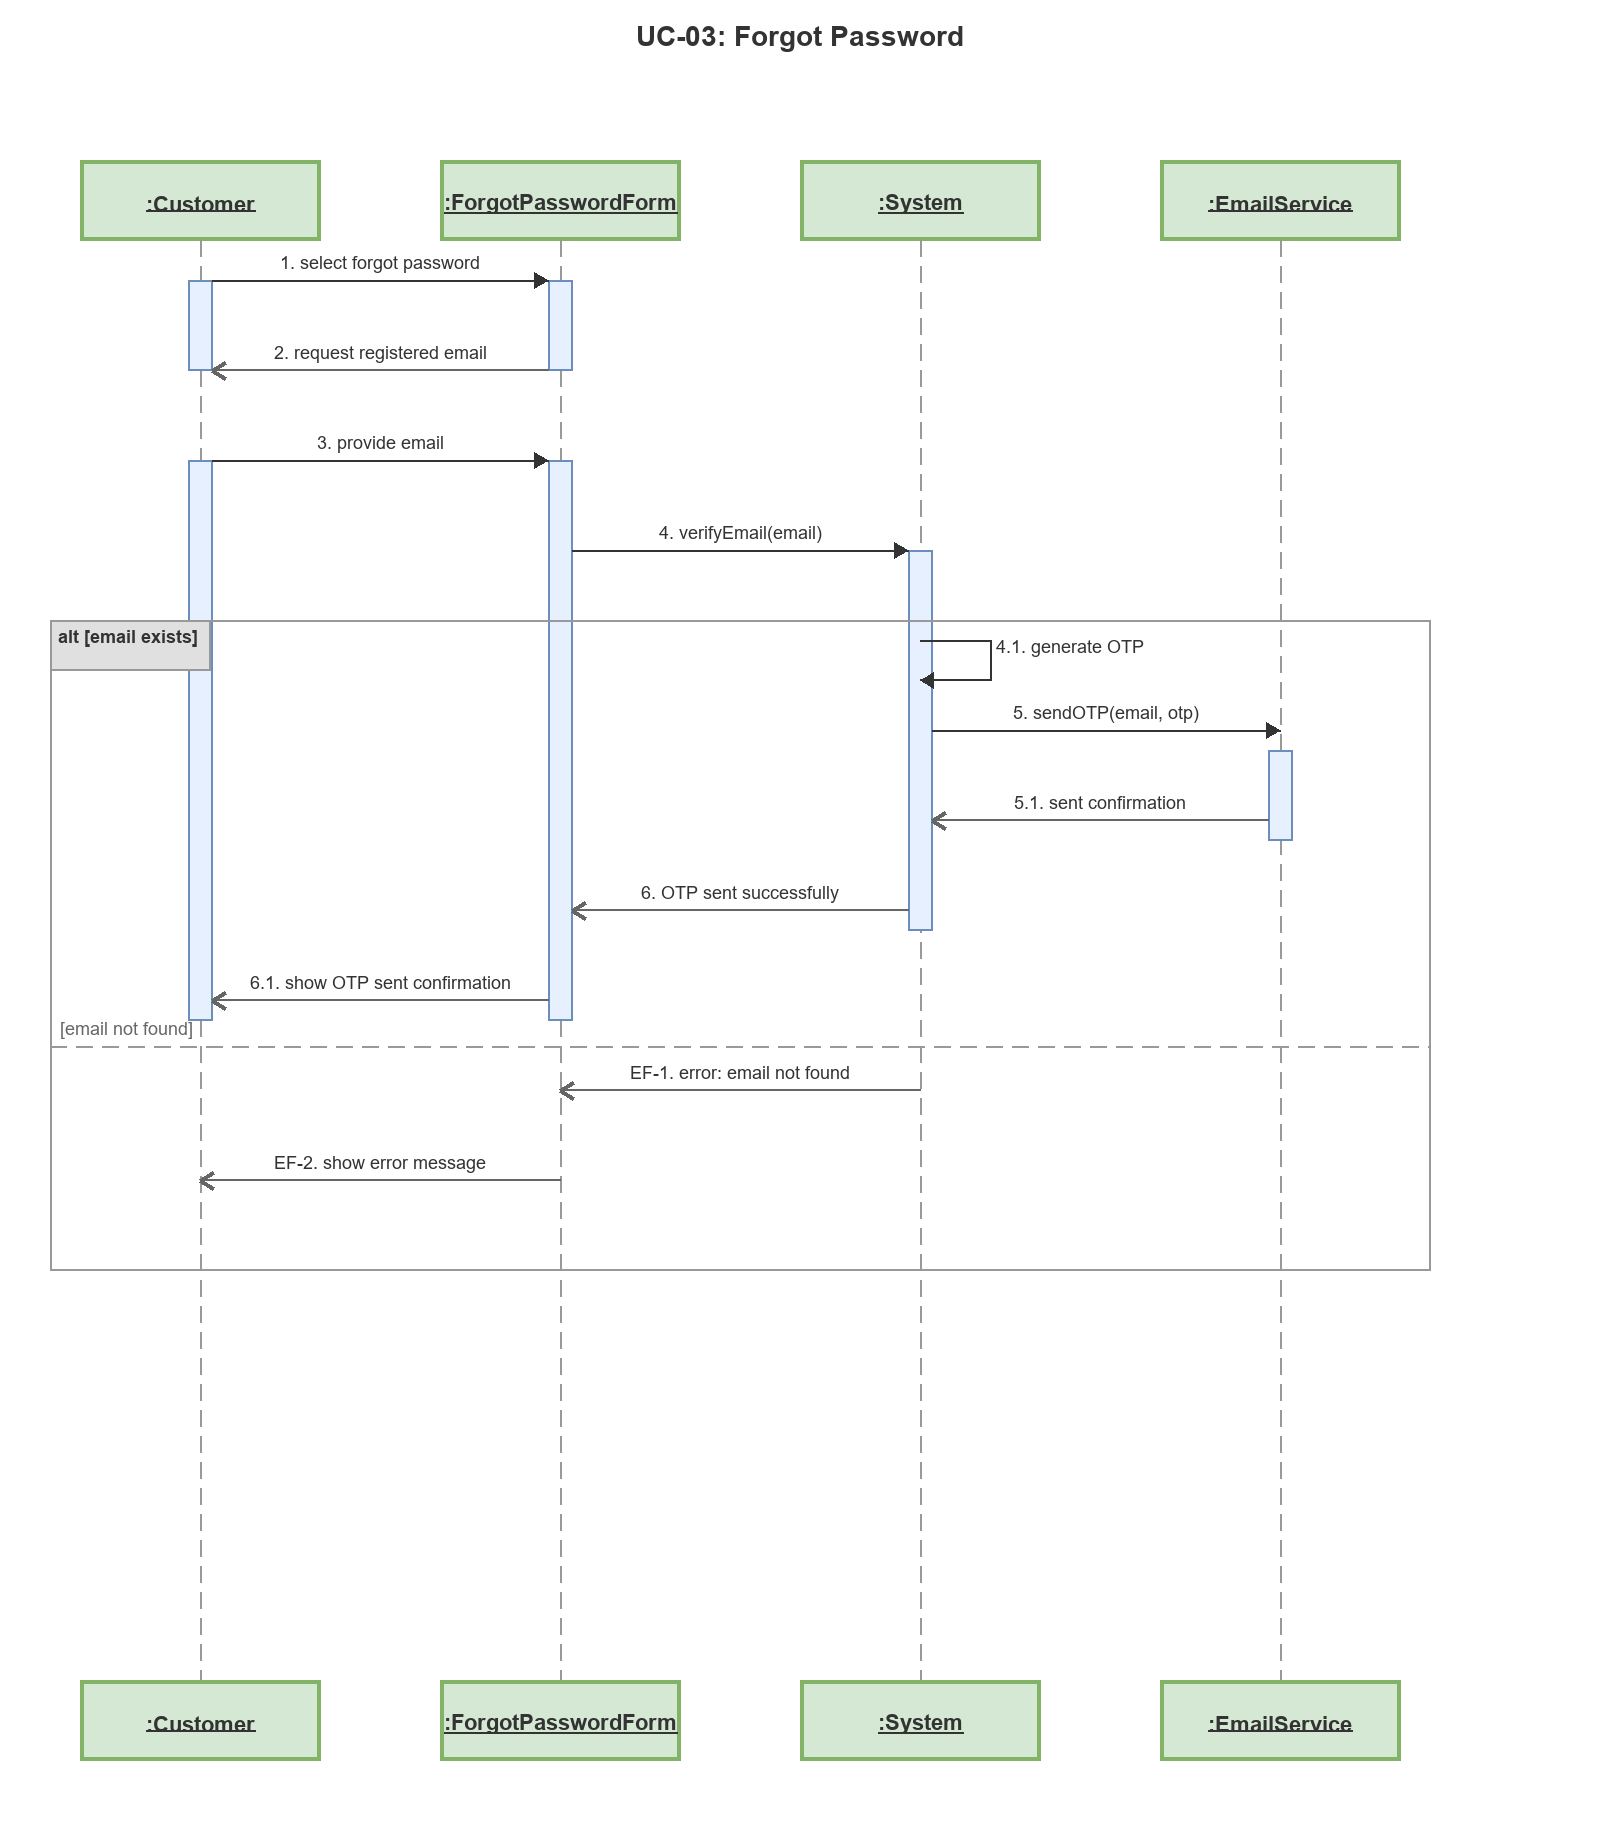 UC-03: Forgot Password
:Customer
:ForgotPasswordForm
:System
:EmailService
1. select forgot password
2. request registered email
3. provide email
4. verifyEmail(email)
alt [email exists]
4.1. generate OTP
5. sendOTP(email, otp)
5.1. sent confirmation
6. OTP sent successfully
6.1. show OTP sent confirmation
[email not found]
EF-1. error: email not found
EF-2. show error message
:Customer
:ForgotPasswordForm
:System
:EmailService